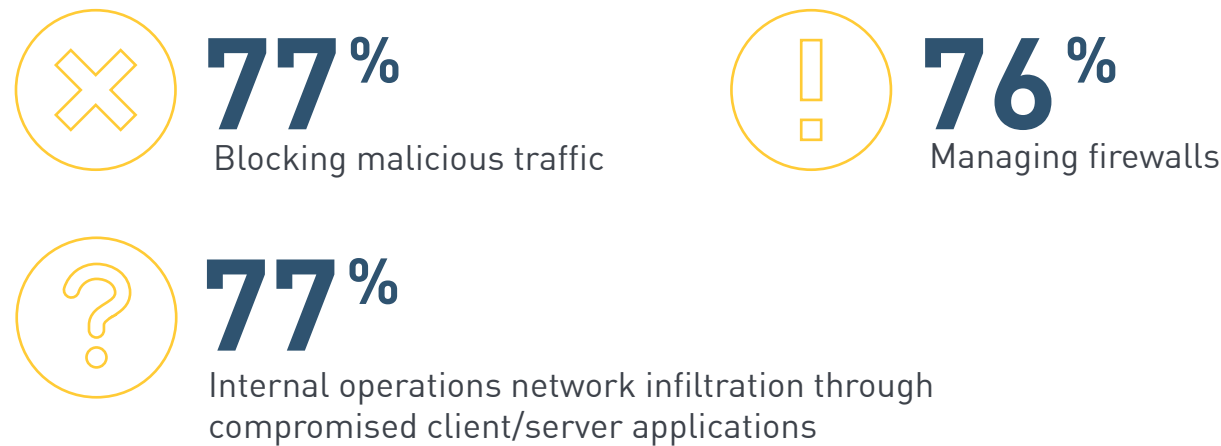 77%
Blocking malicious traffic
76%
Managing firewalls
77%
Internal operations network infiltration through
compromised client/server applications